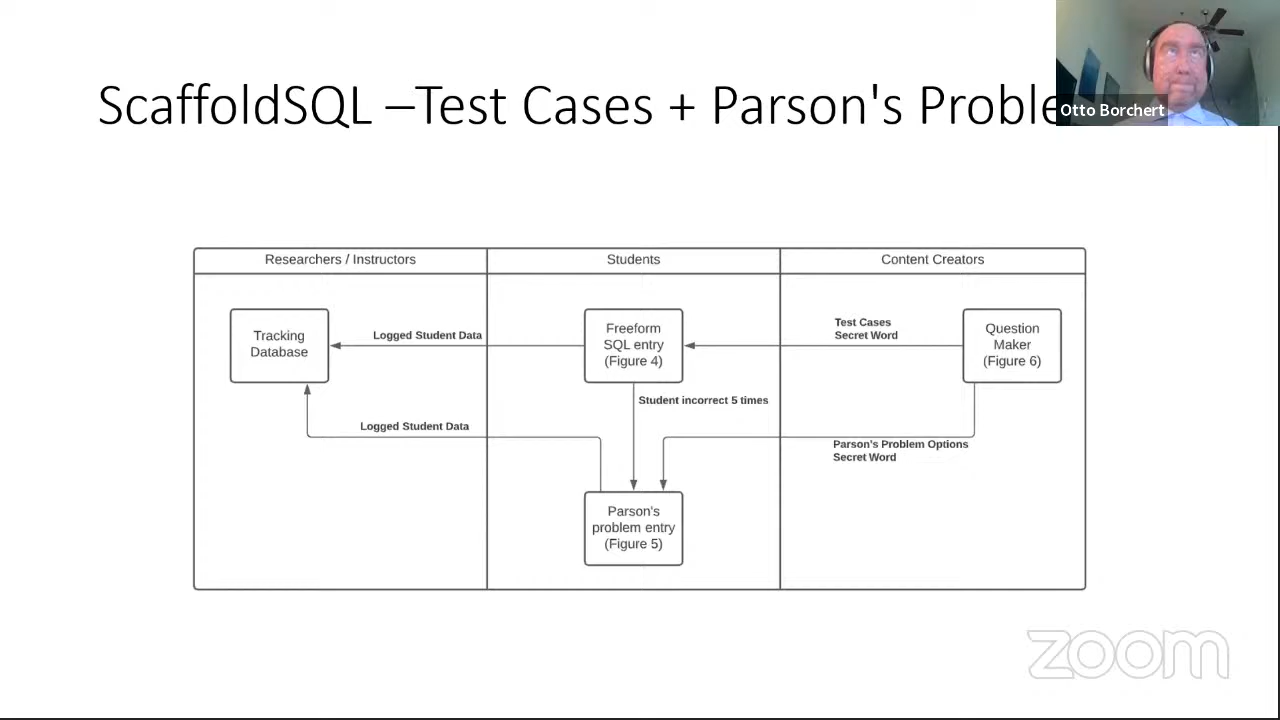 ScaffoldSQL –Test Cases + Parson's
Otto Borchert
Researchers / Instructors
Students
Content Creators
Tracking
Database
Logged Student Data
Freeform
SQL entry
(Figure 4)
Test Cases
Secret Word
Question
Maker
(Figure 6)
Student incorrect 5 times
Logged Student Data
Parson's Problem Options
Secret Word
Parson's
problem entry
(Figure 5)
zoom